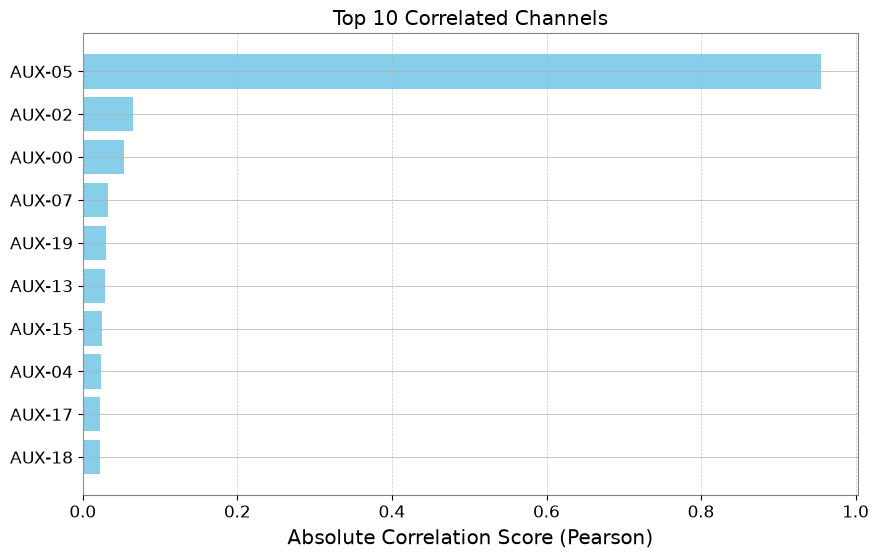 Top 10 Correlated Channels
AUX-05
AUX-02
AUX-00
AUX-07
AUX-19
AUX-13
AUX-15
AUX-04
AUX-17
AUX-18
0.0 0.2 0.4 0.6 0.8 1.0
Absolute Correlation Score (Pearson)